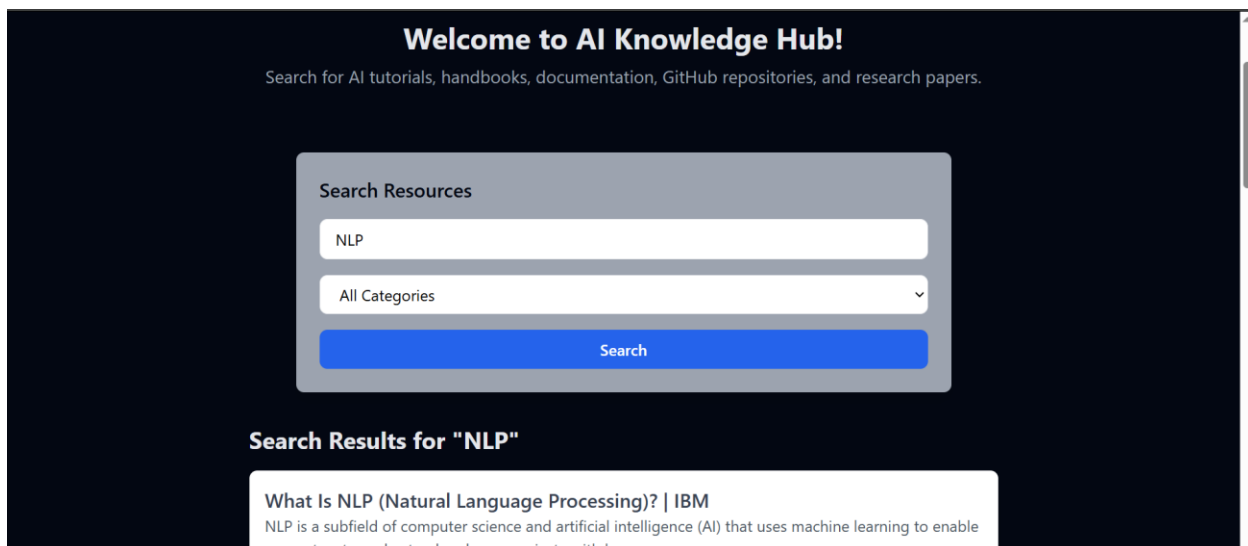 Welcome to AI Knowledge Hub!
Search for AI tutorials, handbooks, documentation, GitHub repositories, and research papers.
Search Resources
NLP
All Categories
Search
Search Results for "NLP"
What Is NLP (Natural Language Processing)? | IBM
NLP is a subfield of computer science and artificial intelligence (AI) that uses machine learning to enable